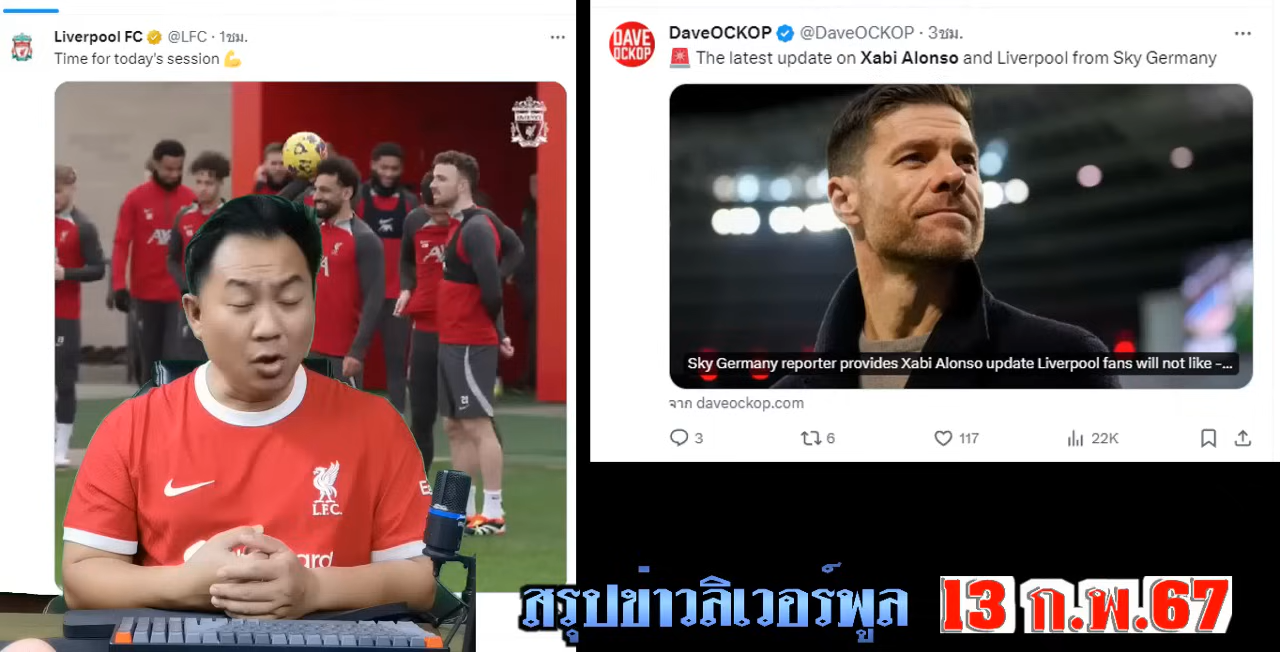 Liverpool FC @LFC · 1ชม.
Time for today's session 💪
L.F.C.
DAVE OCKOP
DaveOCKOP @DaveOCKOP · 3ชม.
🚨 The latest update on Xabi Alonso and Liverpool from Sky Germany
Sky Germany reporter provides Xabi Alonso update Liverpool fans will not like –...
จาก daveockop.com
3 6 117 22K
สรุปข่าวลิเวอร์พูล 13 ก.พ.67